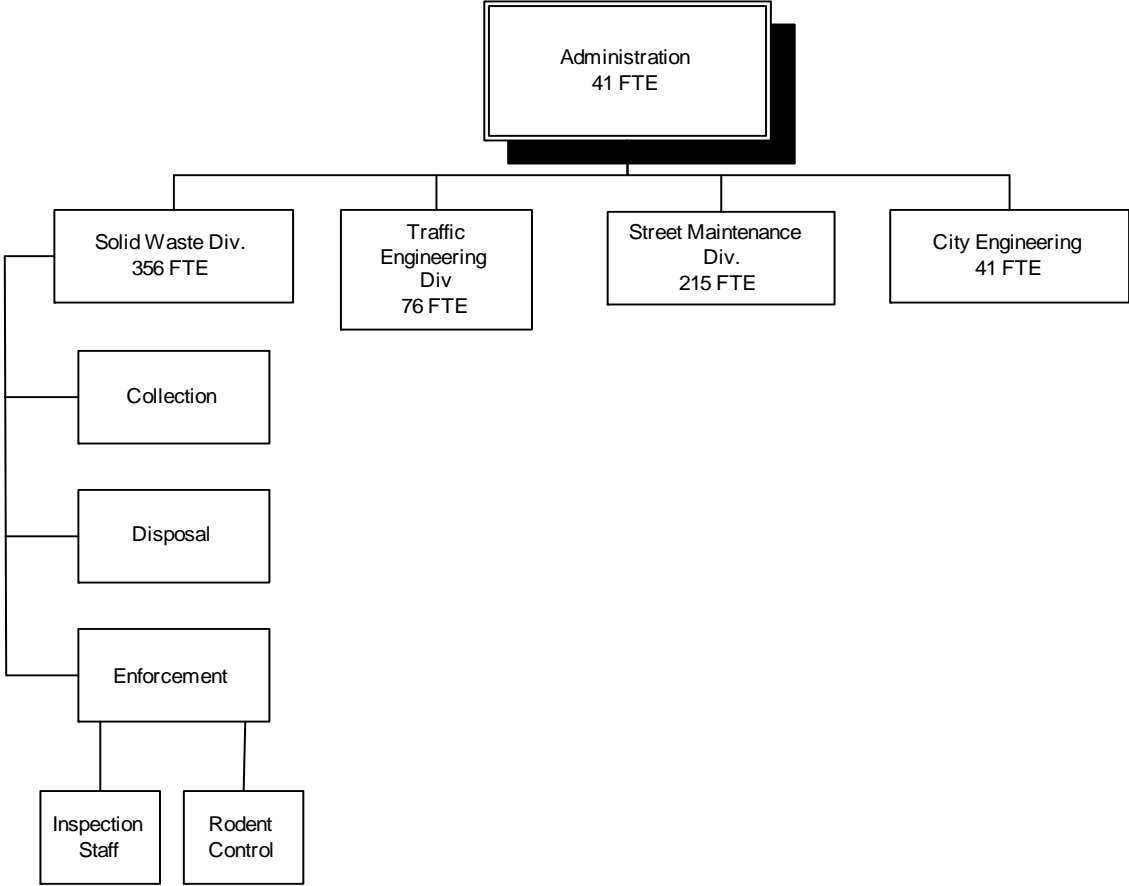 Administration
41 FTE
Solid Waste Div.
356 FTE
Traffic
Engineering
Div
76 FTE
Street Maintenance
Div.
215 FTE
City Engineering
41 FTE
Collection
Disposal
Enforcement
Inspection
Staff
Rodent
Control